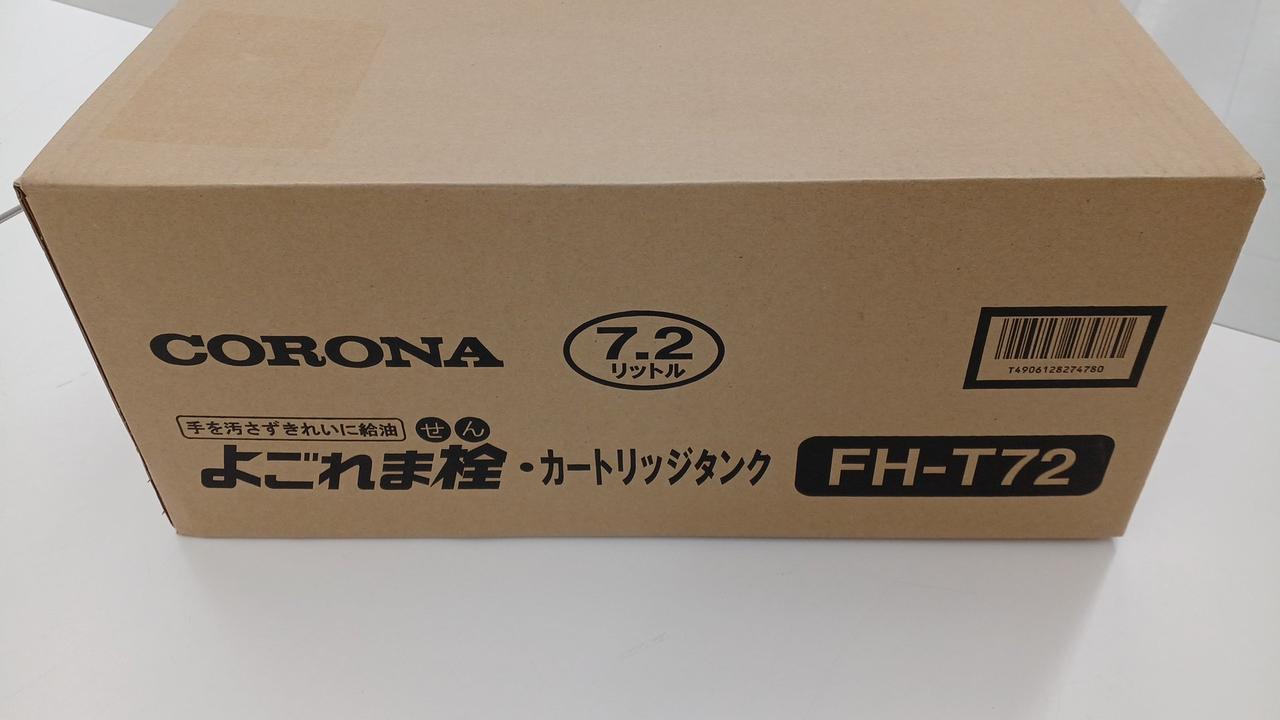 CORONA
7.2
リットル
T4906128274780
手を汚さずきれいに給油
せん
よごれま栓・カートリッジタンク
FH-T72